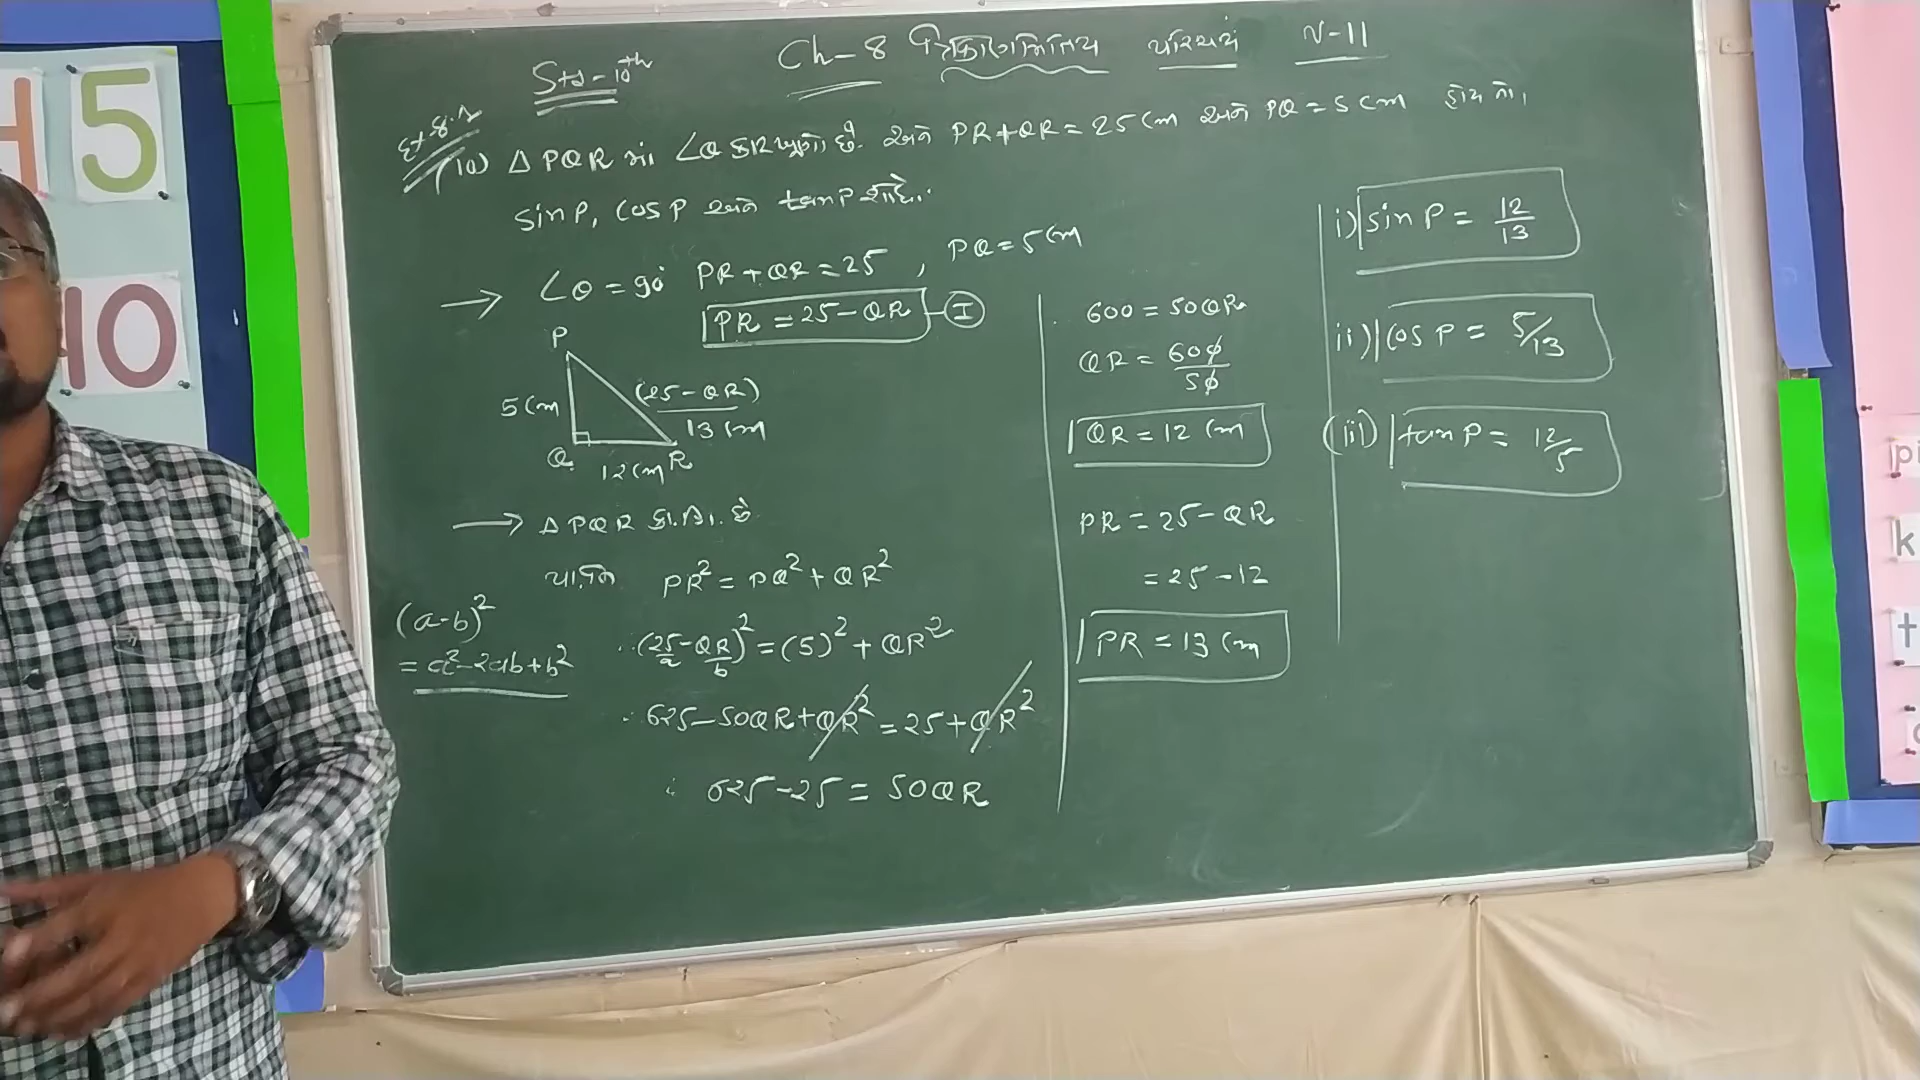 Std - 10th
Ch-8 ત્રિકોણમિતિય પરિચય V-11
Ex-8.1
(10) Δ PQR માં ∠Q કાટખૂણો છે. અને PR+QR = 25 cm અને PQ = 5 cm હોય તો,
sin P, cos P અને tan P શોધો.
→ ∠Q = 90° PR + QR = 25 , PQ = 5 cm
PR = 25 - QR - I
P
5 cm
(25 - QR)
13 cm
Q 12 cm R
→ Δ PQR કા.ત્રિ. છે
PR² = PQ² + QR²
(a-b)²
= a² - 2ab + b²
∴ (25 - QR)² = (5)² + QR²
a b
∴ 625 - 50QR + QR² = 25 + QR²
∴ 625 - 25 = 50QR
600 = 50QR
QR = 600/50
QR = 12 cm
PR = 25 - QR
= 25 - 12
PR = 13 cm
i) sin P = 12/13
ii) cos P = 5/13
(iii) tan P = 12/5
5
10
k
t